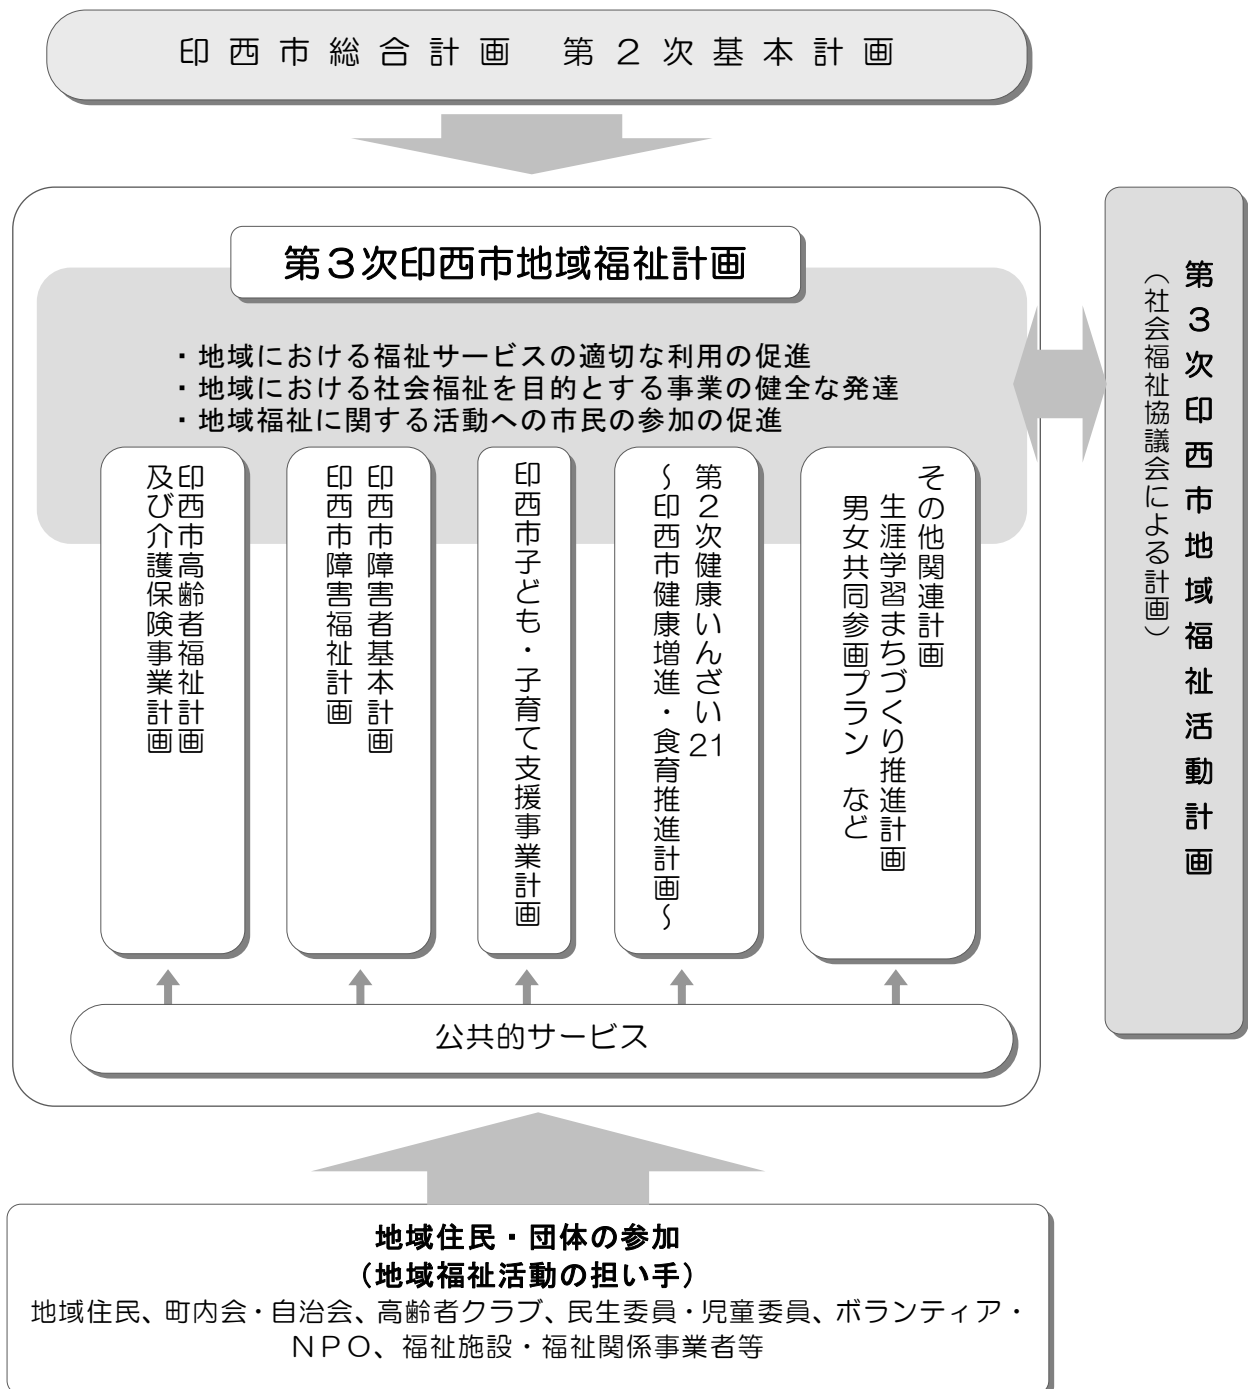 印西市総合計画　第２次基本計画
第３次印西市地域福祉計画
・地域における福祉サービスの適切な利用の促進
・地域における社会福祉を目的とする事業の健全な発達
・地域福祉に関する活動への市民の参加の促進
印西市高齢者福祉計画
及び介護保険事業計画
印西市障害者基本計画
印西市障害福祉計画
印西市子ども・子育て支援事業計画
第２次健康いんざい21
～印西市健康増進・食育推進計画～
その他関連計画
生涯学習まちづくり推進計画
男女共同参画プラン　など
公共的サービス
第３次印西市地域福祉活動計画
（社会福祉協議会による計画）
地域住民・団体の参加
（地域福祉活動の担い手）
地域住民、町内会・自治会、高齢者クラブ、民生委員・児童委員、ボランティア・
ＮＰＯ、福祉施設・福祉関係事業者等